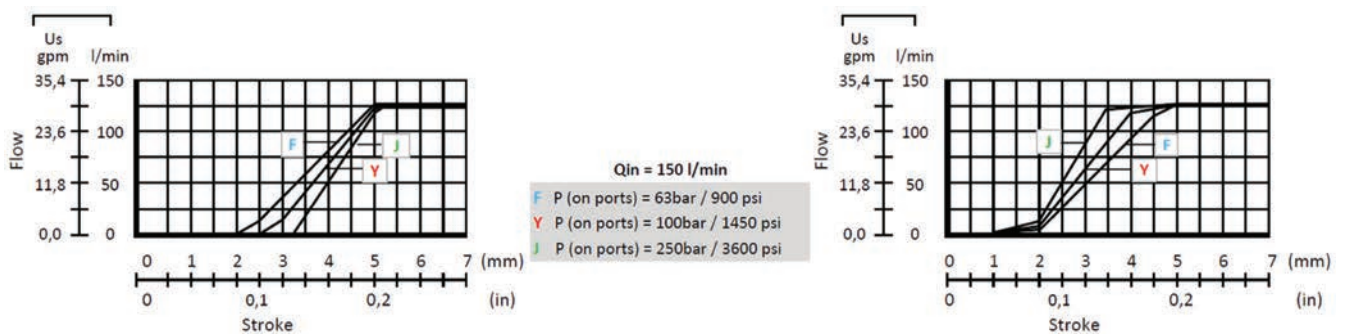 Us
gpm l/min
35,4 150
23,6 100
11,8 50
0,0 0
Flow
F
J
Y
0 1 2 3 4 5 6 7 (mm)
0 0,1 0,2 (in)
Stroke
Qin = 150 l/min
F P (on ports) = 63bar / 900 psi
Y P (on ports) = 100bar / 1450 psi
J P (on ports) = 250bar / 3600 psi
Us
gpm l/min
35,4 150
23,6 100
11,8 50
0,0 0
Flow
J
F
Y
0 1 2 3 4 5 6 7 (mm)
0 0,1 0,2 (in)
Stroke